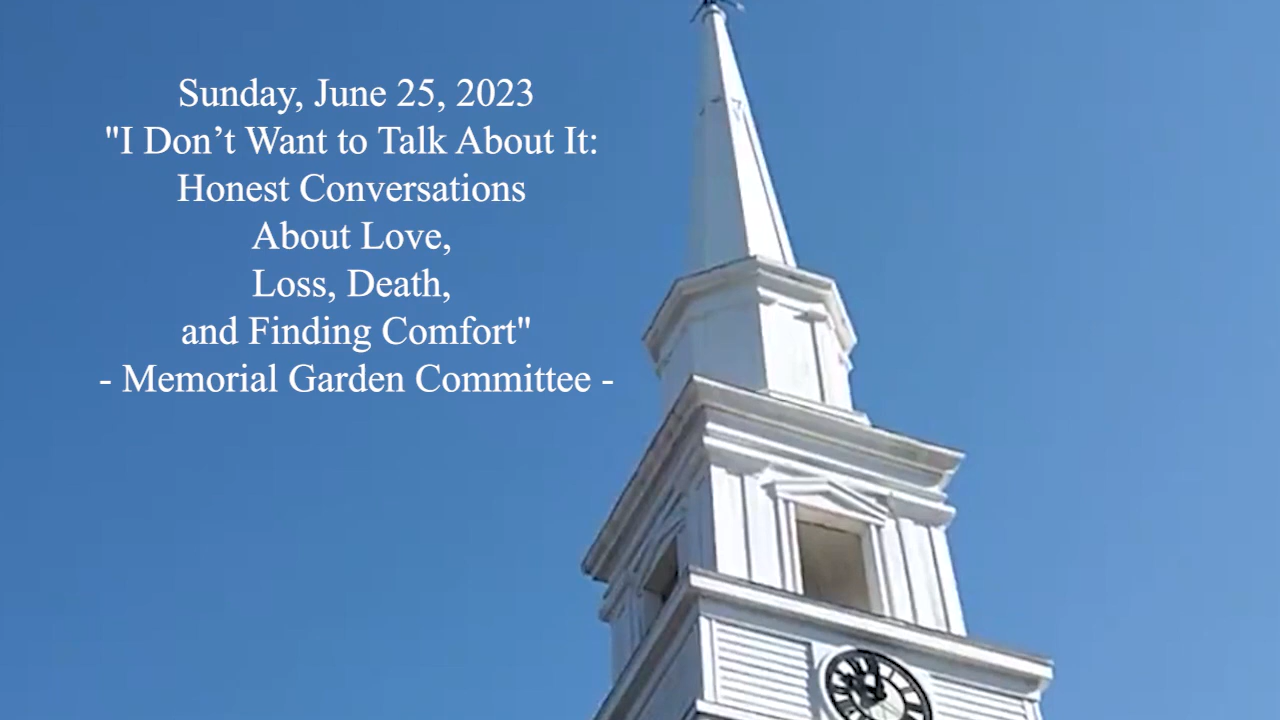 Sunday, June 25, 2023
"I Don’t Want to Talk About It:
Honest Conversations
About Love,
Loss, Death,
and Finding Comfort"
- Memorial Garden Committee -